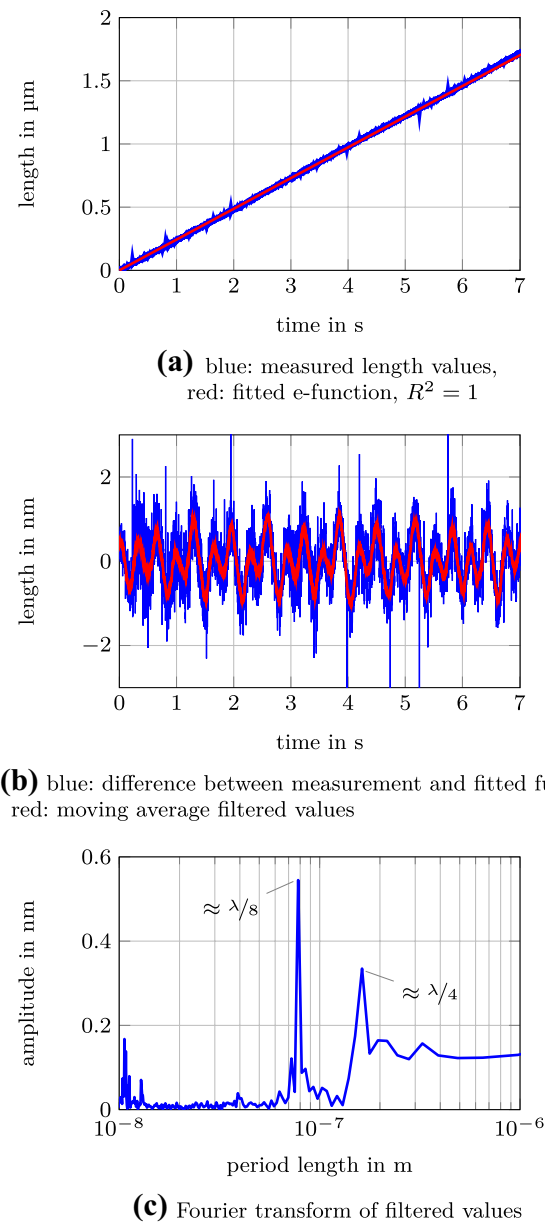 2
1.5
1
0.5
0
length in µm
0 1 2 3 4 5 6 7
time in s
(a) blue: measured length values,
red: fitted e-function, R² = 1
2
0
−2
length in nm
0 1 2 3 4 5 6 7
time in s
(b) blue: difference between measurement and fitted fu
red: moving average filtered values
0.6
0.4
0.2
0
amplitude in nm
≈ λ/8
≈ λ/4
10⁻⁸ 10⁻⁷ 10⁻⁶
period length in m
(c) Fourier transform of filtered values